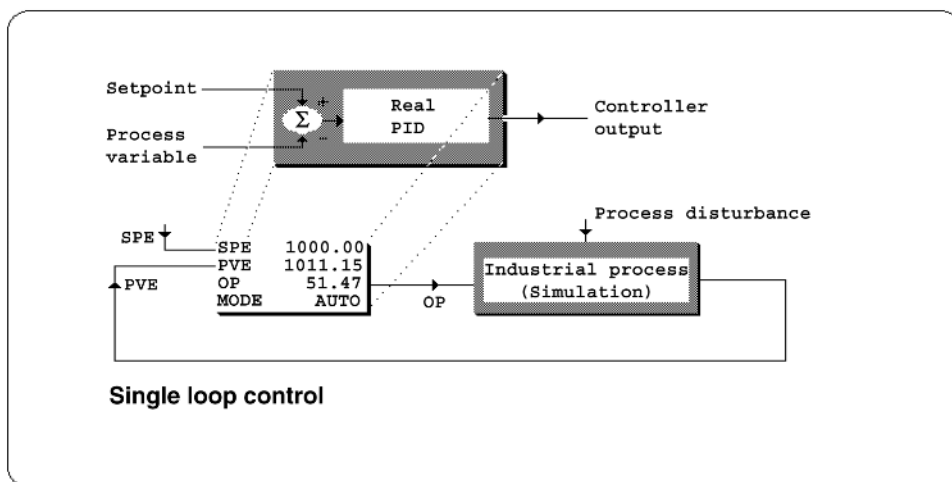 Setpoint
Process
variable
+
Σ
-
Real
PID
Controller
output
Process disturbance
SPE
PVE
SPE 1000.00
PVE 1011.15
OP 51.47
MODE AUTO
OP
Industrial process
(Simulation)
Single loop control